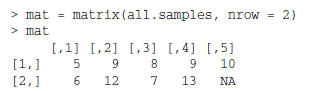 > mat = matrix(all.samples, nrow = 2)
> mat
     [,1] [,2] [,3] [,4] [,5]
[1,]    5    9    8    9   10
[2,]    6   12    7   13   NA